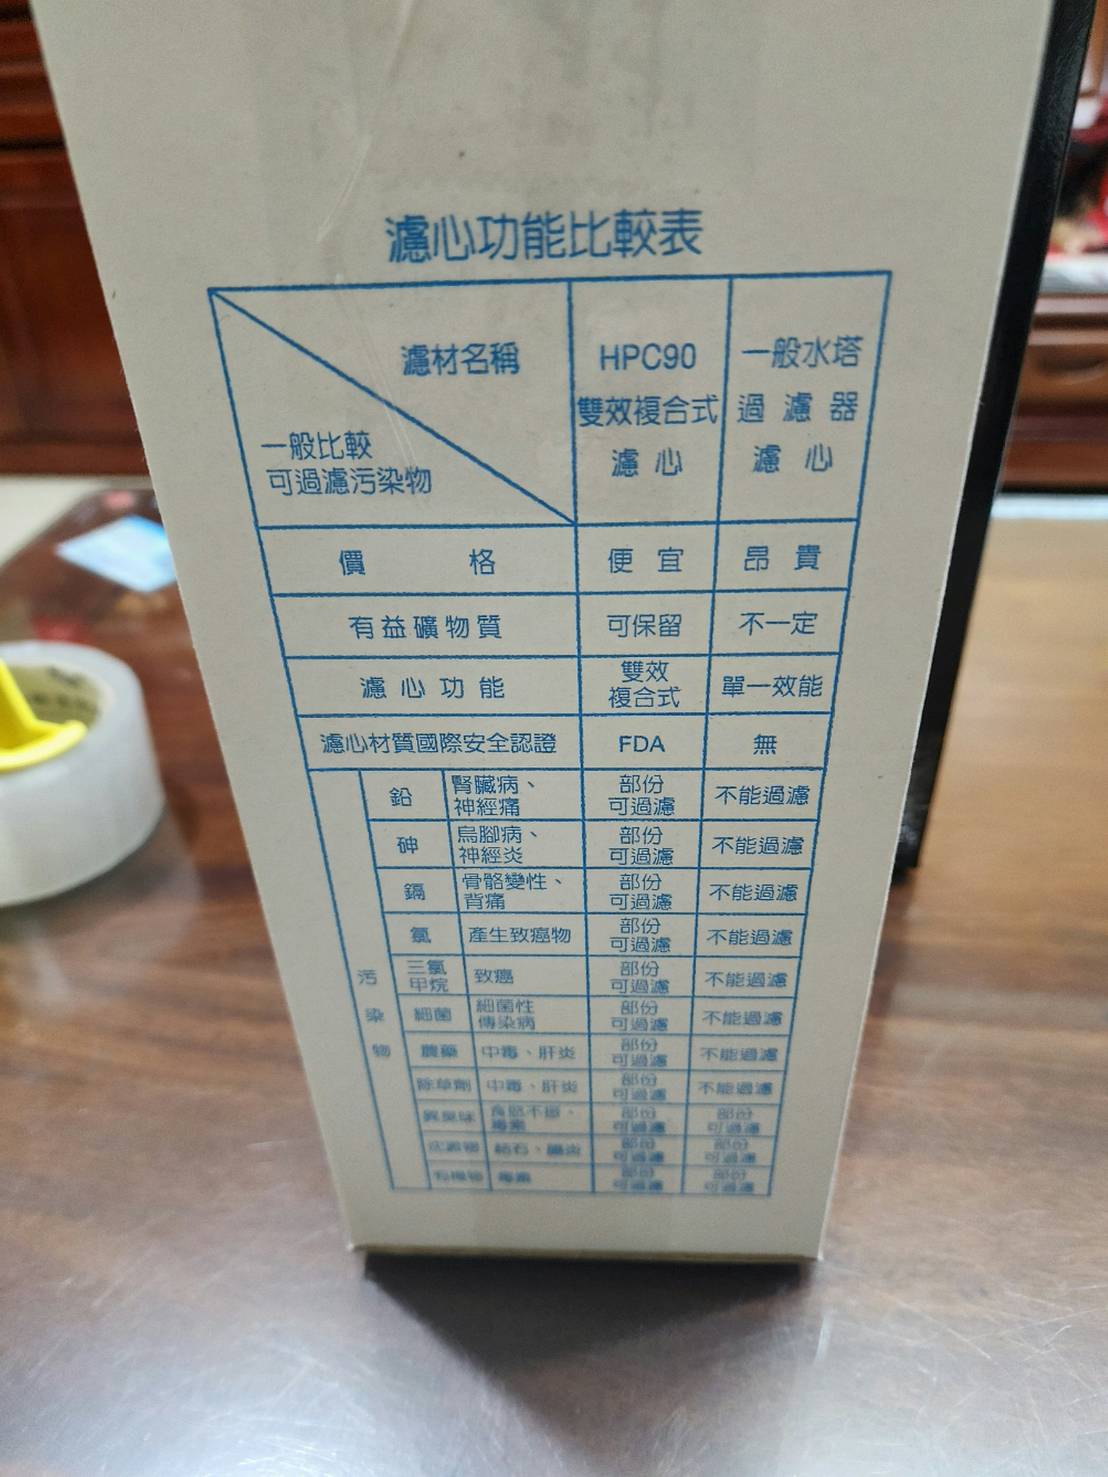 濾心功能比較表
濾材名稱
一般比較
可過濾污染物
HPC90
雙效複合式
濾心
一般水塔
過濾器
濾心
價格 便宜 昂貴
有益礦物質 可保留 不一定
濾心功能 雙效 複合式 單一效能
濾心材質國際安全認證 FDA 無
污染物
鉛 腎臟病、神經痛 部份可過濾 不能過濾
砷 烏腳病、神經炎 部份可過濾 不能過濾
鎘 骨骼變性、背痛 部份可過濾 不能過濾
氯 產生致癌物 部份可過濾 不能過濾
三氯甲烷 致癌 部份可過濾 不能過濾
細菌 細菌性傳染病 部份可過濾 不能過濾
農藥 中毒、肝炎 部份可過濾 不能過濾
除草劑 中毒、肝炎 部份可過濾 不能過濾
異臭味 部份可過濾 部份可過濾
結石、腸炎 部份可過濾 部份可過濾
毒素 部份可過濾 部份可過濾